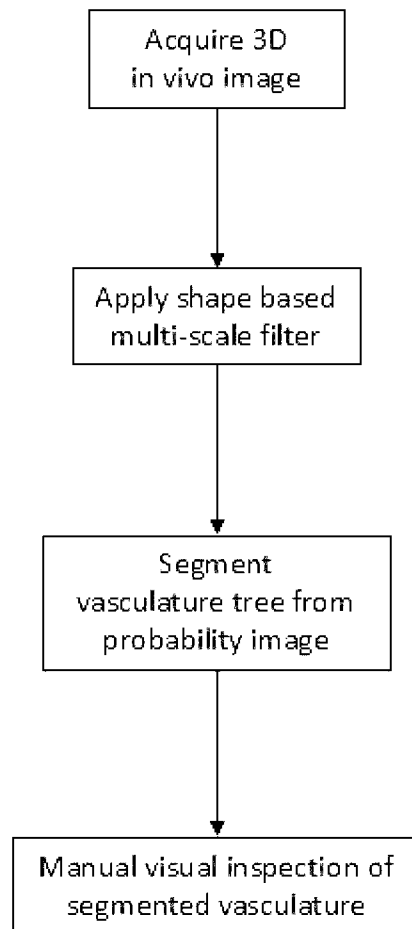 Acquire 3D
in vivo image
Apply shape based
multi-scale filter
Segment
vasculature tree from
probability image
Manual visual inspection of
segmented vasculature